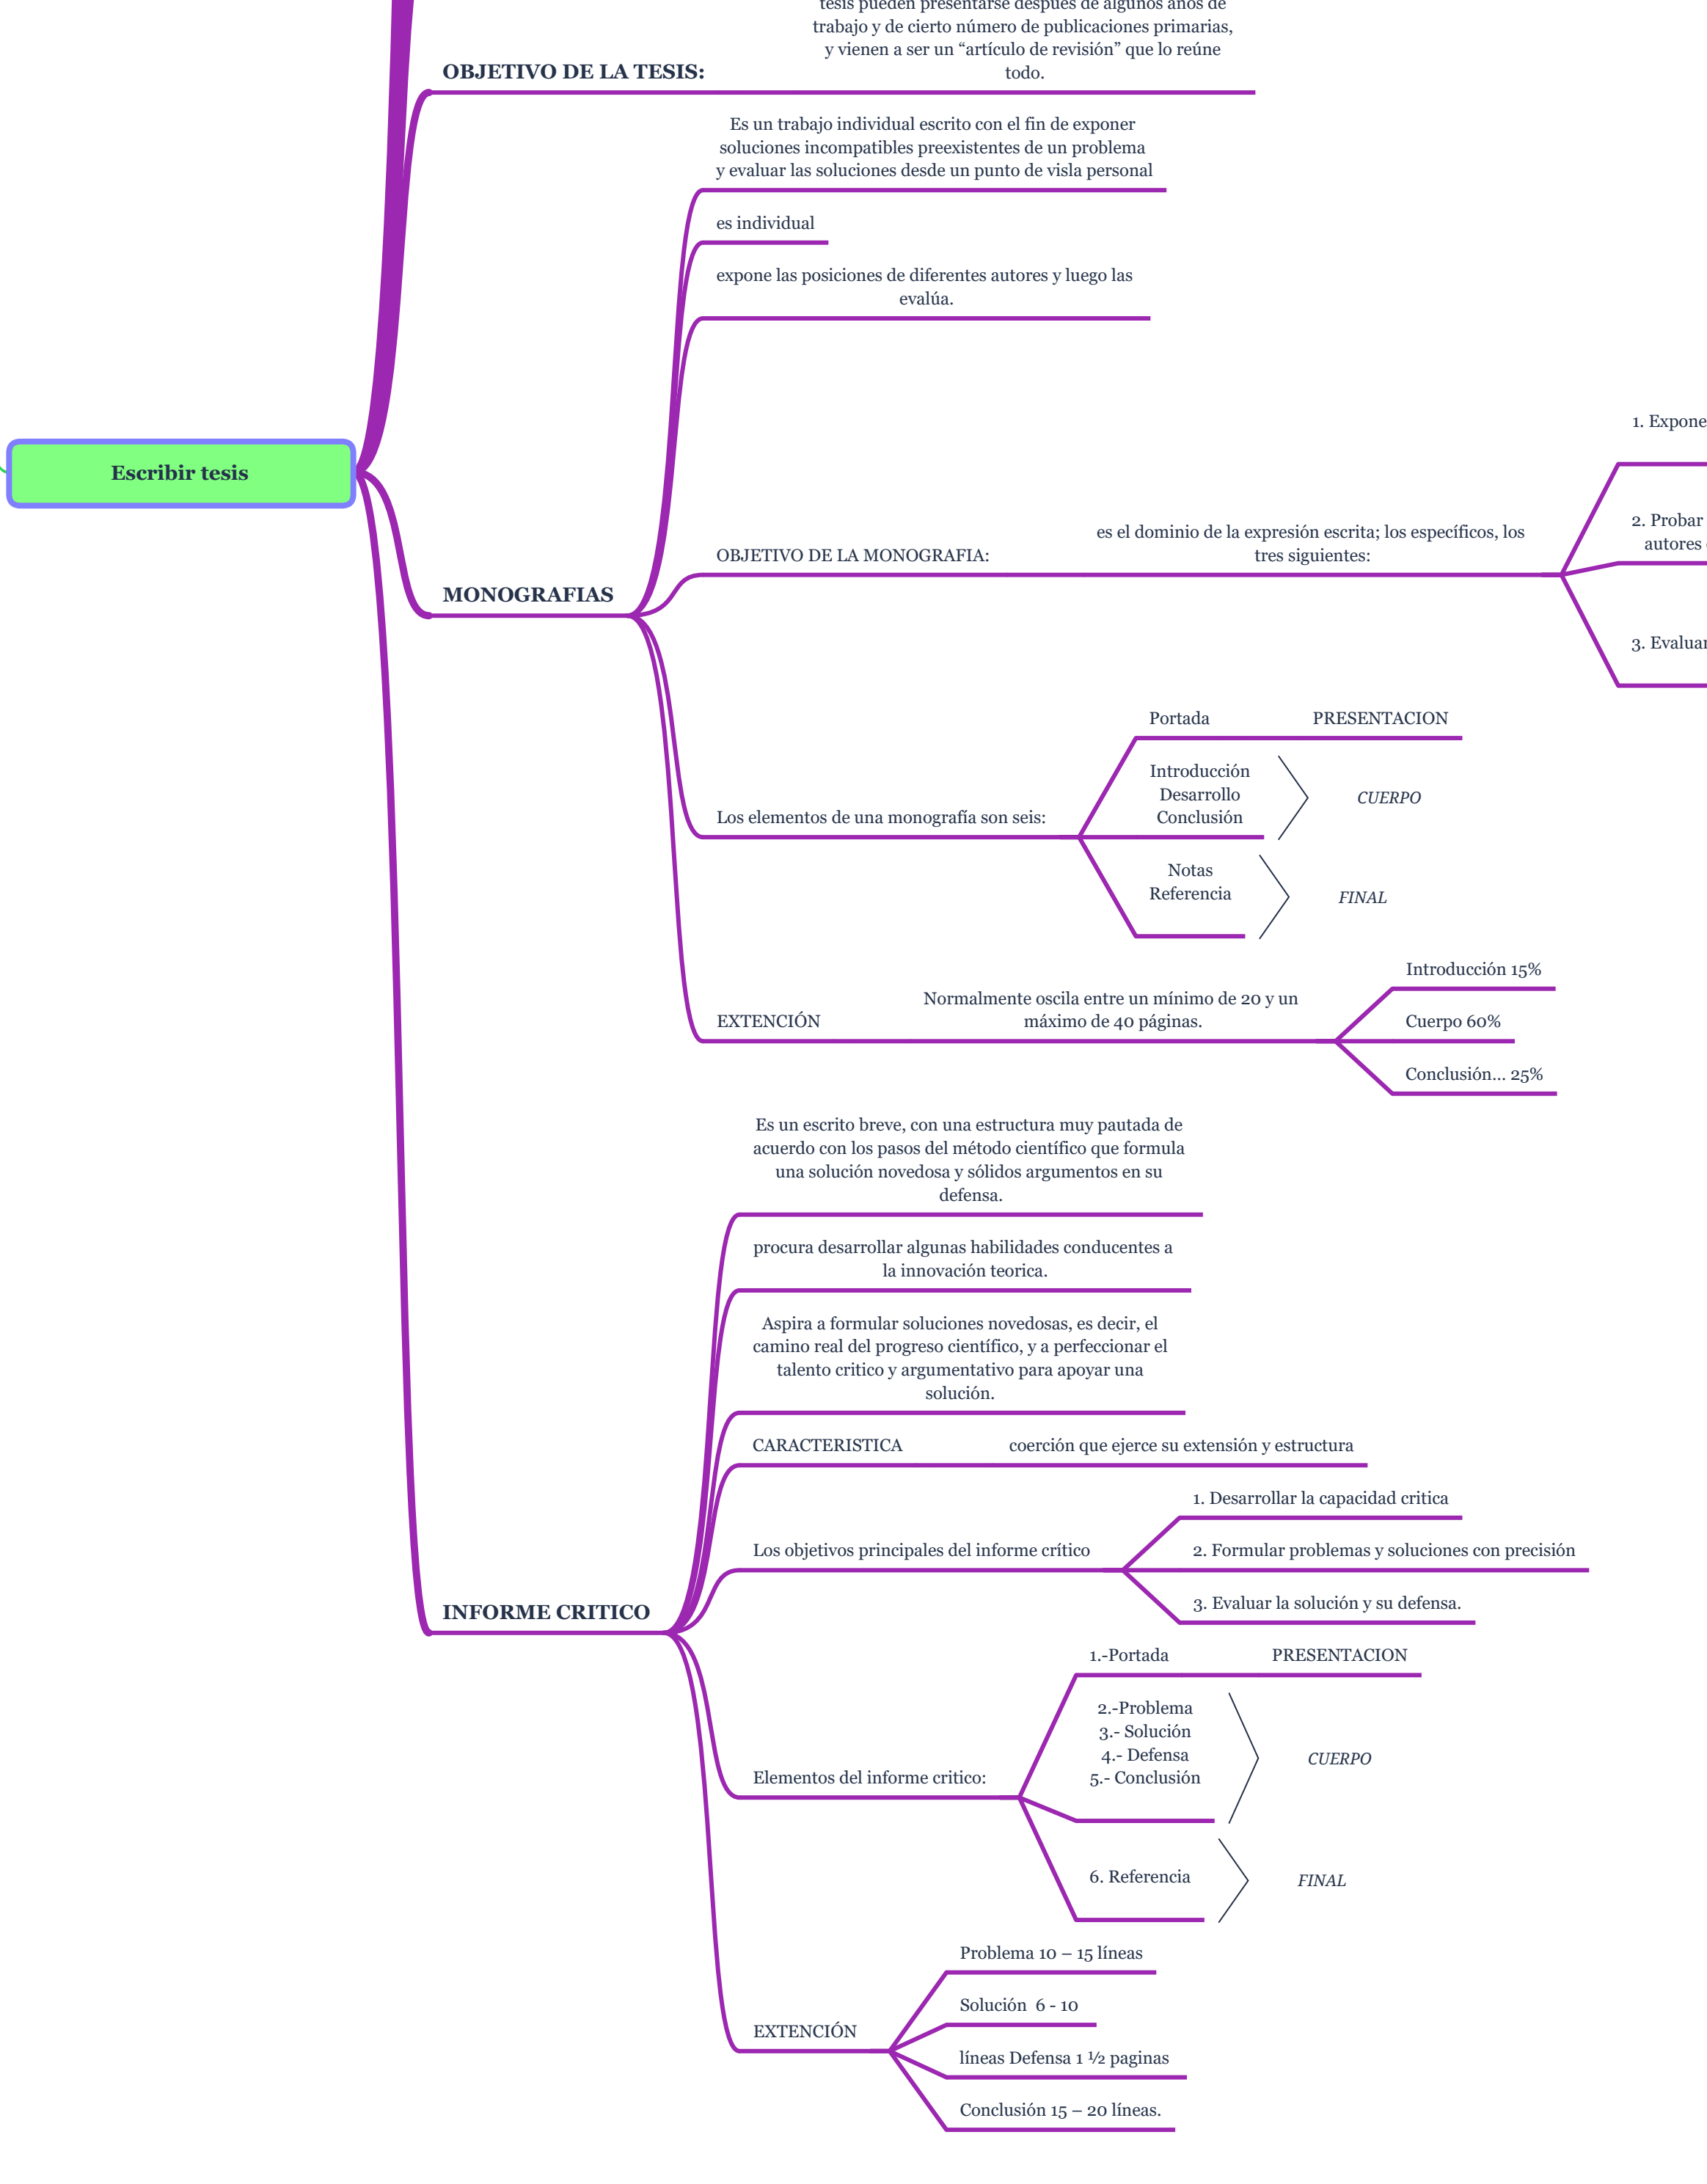 tesis pueden presentarse después de algunos años de
trabajo y de cierto número de publicaciones primarias,
y vienen a ser un “artículo de revisión” que lo reúne
todo.
OBJETIVO DE LA TESIS:
Es un trabajo individual escrito con el fin de exponer
soluciones incompatibles preexistentes de un problema
y evaluar las soluciones desde un punto de visla personal
es individual
expone las posiciones de diferentes autores y luego las
evalúa.
1. Expone
Escribir tesis
2. Probar
autores
es el dominio de la expresión escrita; los específicos, los
tres siguientes:
OBJETIVO DE LA MONOGRAFIA:
MONOGRAFIAS
3. Evaluar
Portada PRESENTACION
Introducción
Desarrollo
Conclusión
CUERPO
Los elementos de una monografía son seis:
Notas
Referencia
FINAL
Introducción 15%
Normalmente oscila entre un mínimo de 20 y un
máximo de 40 páginas.
EXTENCIÓN
Cuerpo 60%
Conclusión... 25%
Es un escrito breve, con una estructura muy pautada de
acuerdo con los pasos del método científico que formula
una solución novedosa y sólidos argumentos en su
defensa.
procura desarrollar algunas habilidades conducentes a
la innovación teorica.
Aspira a formular soluciones novedosas, es decir, el
camino real del progreso científico, y a perfeccionar el
talento critico y argumentativo para apoyar una
solución.
CARACTERISTICA coerción que ejerce su extensión y estructura
1. Desarrollar la capacidad critica
Los objetivos principales del informe crítico
2. Formular problemas y soluciones con precisión
3. Evaluar la solución y su defensa.
INFORME CRITICO
1.-Portada PRESENTACION
2.-Problema
3.- Solución
4.- Defensa
5.- Conclusión
CUERPO
Elementos del informe critico:
6. Referencia
FINAL
Problema 10 – 15 líneas
Solución  6 - 10
EXTENCIÓN
líneas Defensa 1 ½ paginas
Conclusión 15 – 20 líneas.